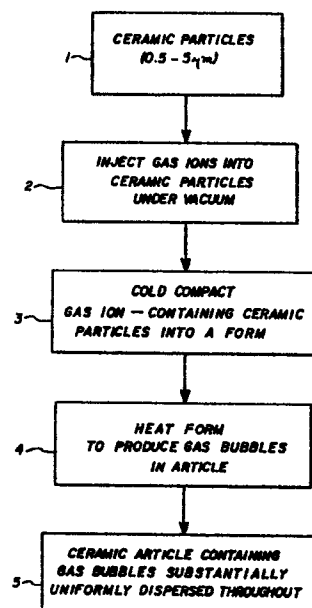 CERAMIC PARTICLES
(0.5 - 5 γm)
1
INJECT GAS IONS INTO
CERAMIC PARTICLES
UNDER VACUUM
2
COLD COMPACT
GAS ION - CONTAINING CERAMIC
PARTICLES INTO A FORM
3
HEAT FORM
TO PRODUCE GAS BUBBLES
IN ARTICLE
4
CERAMIC ARTICLE CONTAINING
GAS BUBBLES SUBSTANTIALLY
UNIFORMLY DISPERSED THROUGHOUT
5